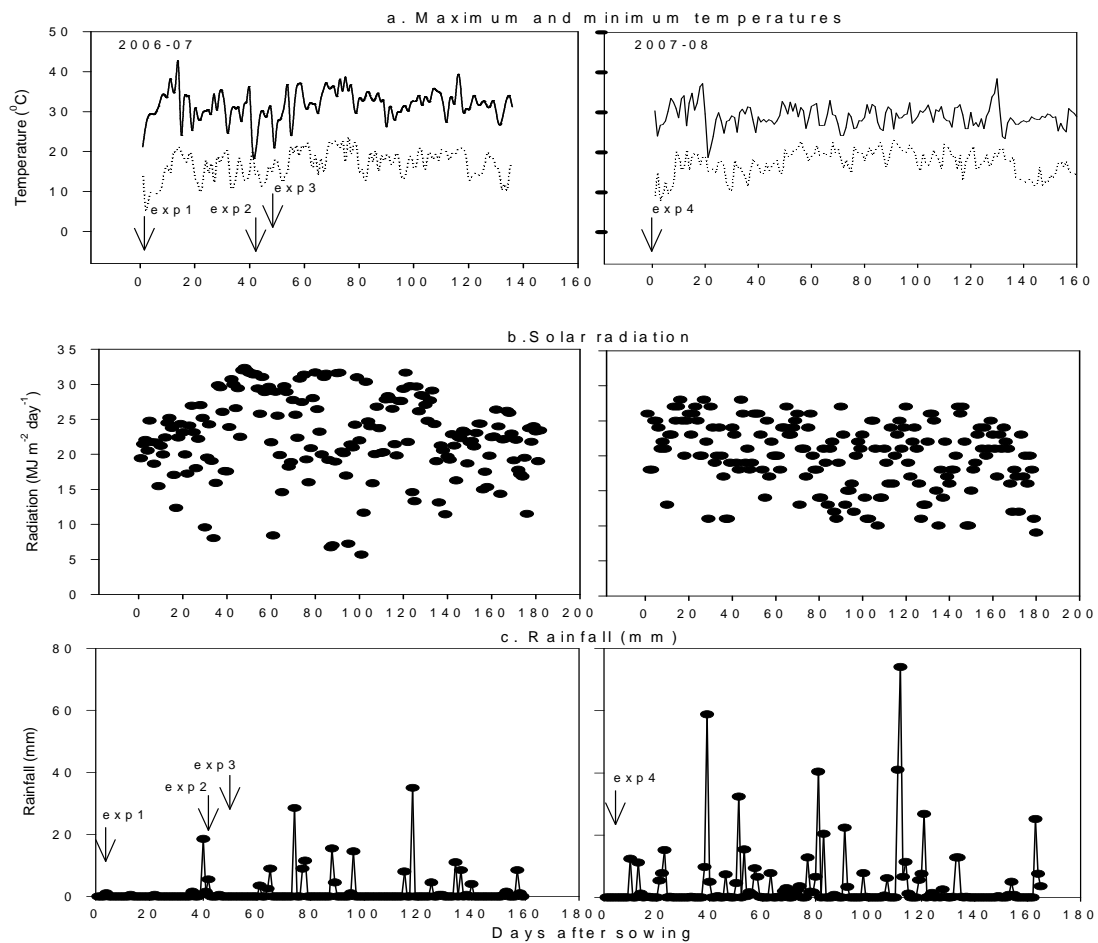 a. Maximum and minimum temperatures
50
40
30
20
10
0
Temperature (⁰C)
2006-07
exp1
exp2
exp3
0 20 40 60 80 100 120 140 160
2007-08
exp4
0 20 40 60 80 100 120 140 160
b.Solar radiation
35
30
25
20
15
10
5
0
Radiation (MJ m⁻² day⁻¹)
0 20 40 60 80 100 120 140 160 180 200
0 20 40 60 80 100 120 140 160 180 200
c. Rainfall (mm)
80
60
40
20
0
Rainfall (mm)
exp1
exp2
exp3
0 20 40 60 80 100 120 140 160 180
exp4
0 20 40 60 80 100 120 140 160 180
Days after sowing